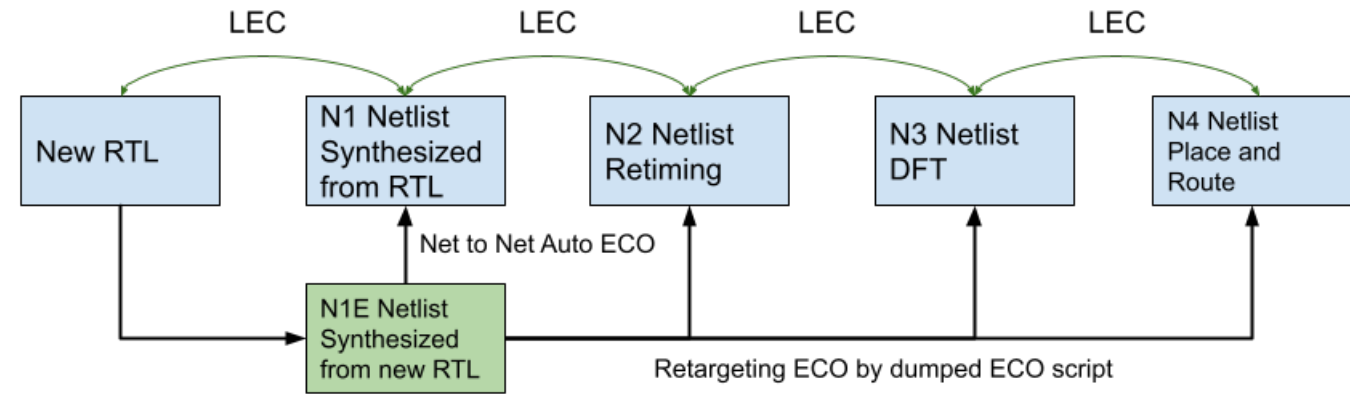 LEC
LEC
LEC
LEC
New RTL
N1 Netlist
Synthesized
from RTL
N2 Netlist
Retiming
N3 Netlist
DFT
N4 Netlist
Place and
Route
Net to Net Auto ECO
N1E Netlist
Synthesized
from new RTL
Retargeting ECO by dumped ECO script